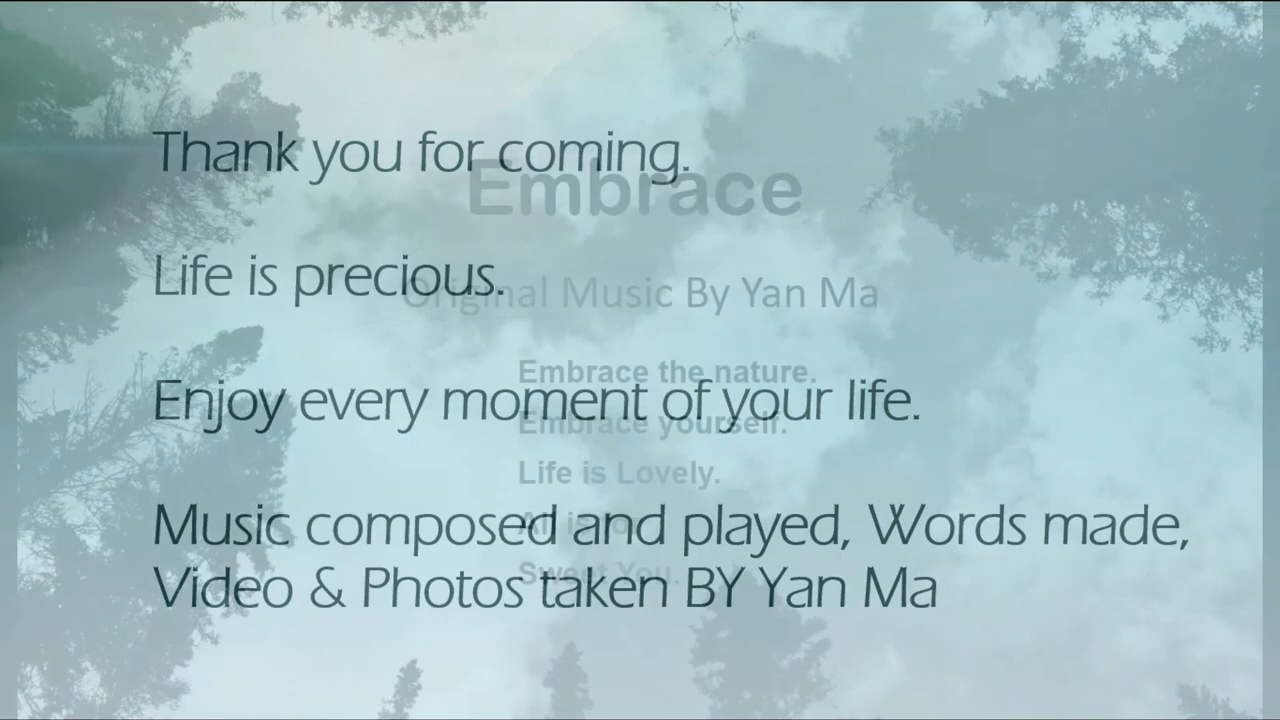 Thank you for coming.
Embrace
Life is precious.
Original Music By Yan Ma
Embrace the nature.
Enjoy every moment of your life.
Embrace yourself.
Life is Lovely.
Music composed and played, Words made,
Sweet You.
Video & Photos taken BY Yan Ma